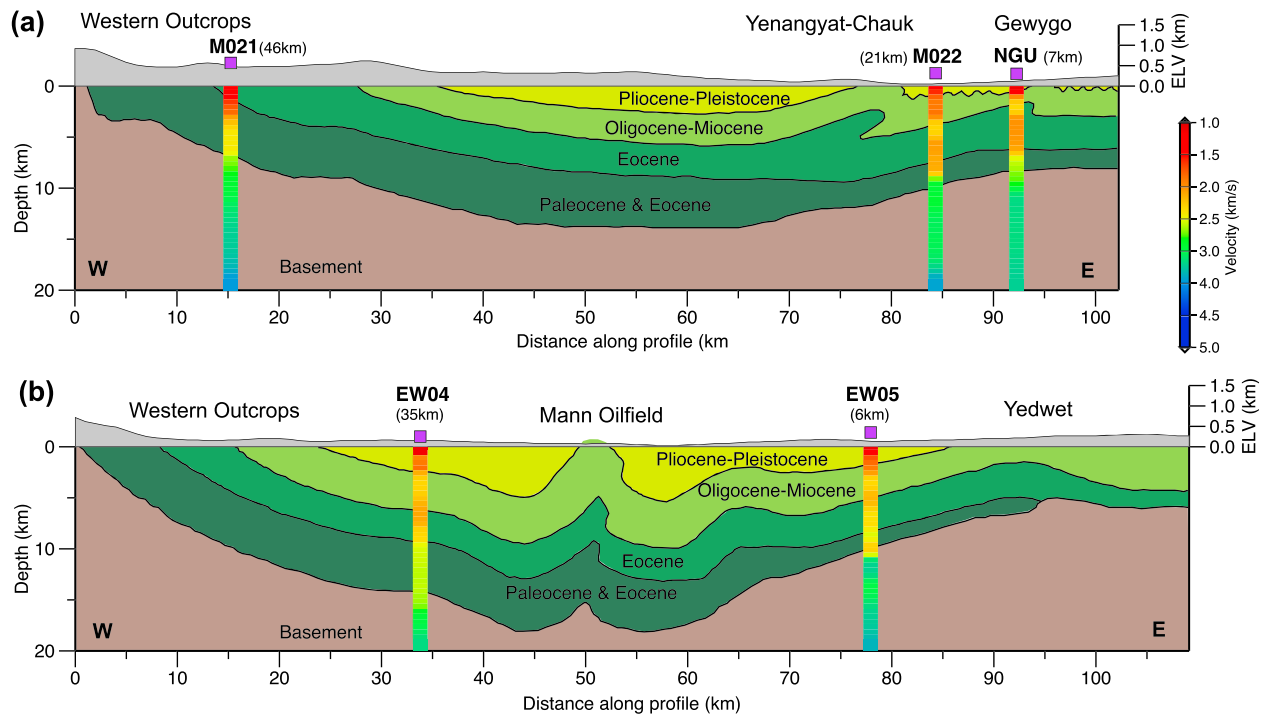 (a)
Western Outcrops
Yenangyat-Chauk
Gewygo
M021 (46km)
(21km) M022
NGU (7km)
1.5
1.0
0.5
0.0
ELV (km)
0
10
20
Depth (km)
Pliocene-Pleistocene
Oligocene-Miocene
Eocene
Paleocene & Eocene
Basement
W
E
0 10 20 30 40 50 60 70 80 90 100
Distance along profile (km
1.0
1.5
2.0
2.5
3.0
3.5
4.0
4.5
5.0
Velocity (km/s)
(b)
Western Outcrops
EW04
(35km)
Mann Oilfield
EW05
(6km)
Yedwet
1.5
1.0
0.5
0.0
ELV (km)
0
10
20
Depth (km)
Pliocene-Pleistocene
Oligocene-Miocene
Eocene
Paleocene & Eocene
Basement
W
E
0 10 20 30 40 50 60 70 80 90 100
Distance along profile (km)